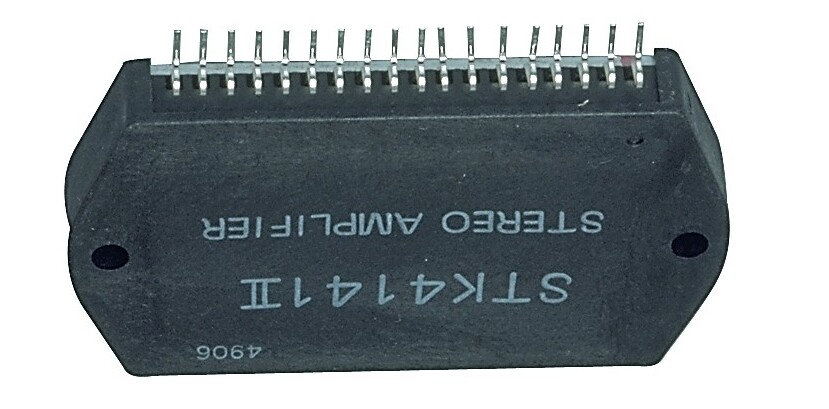 4906
STK4141II
STEREO AMPLIFIER